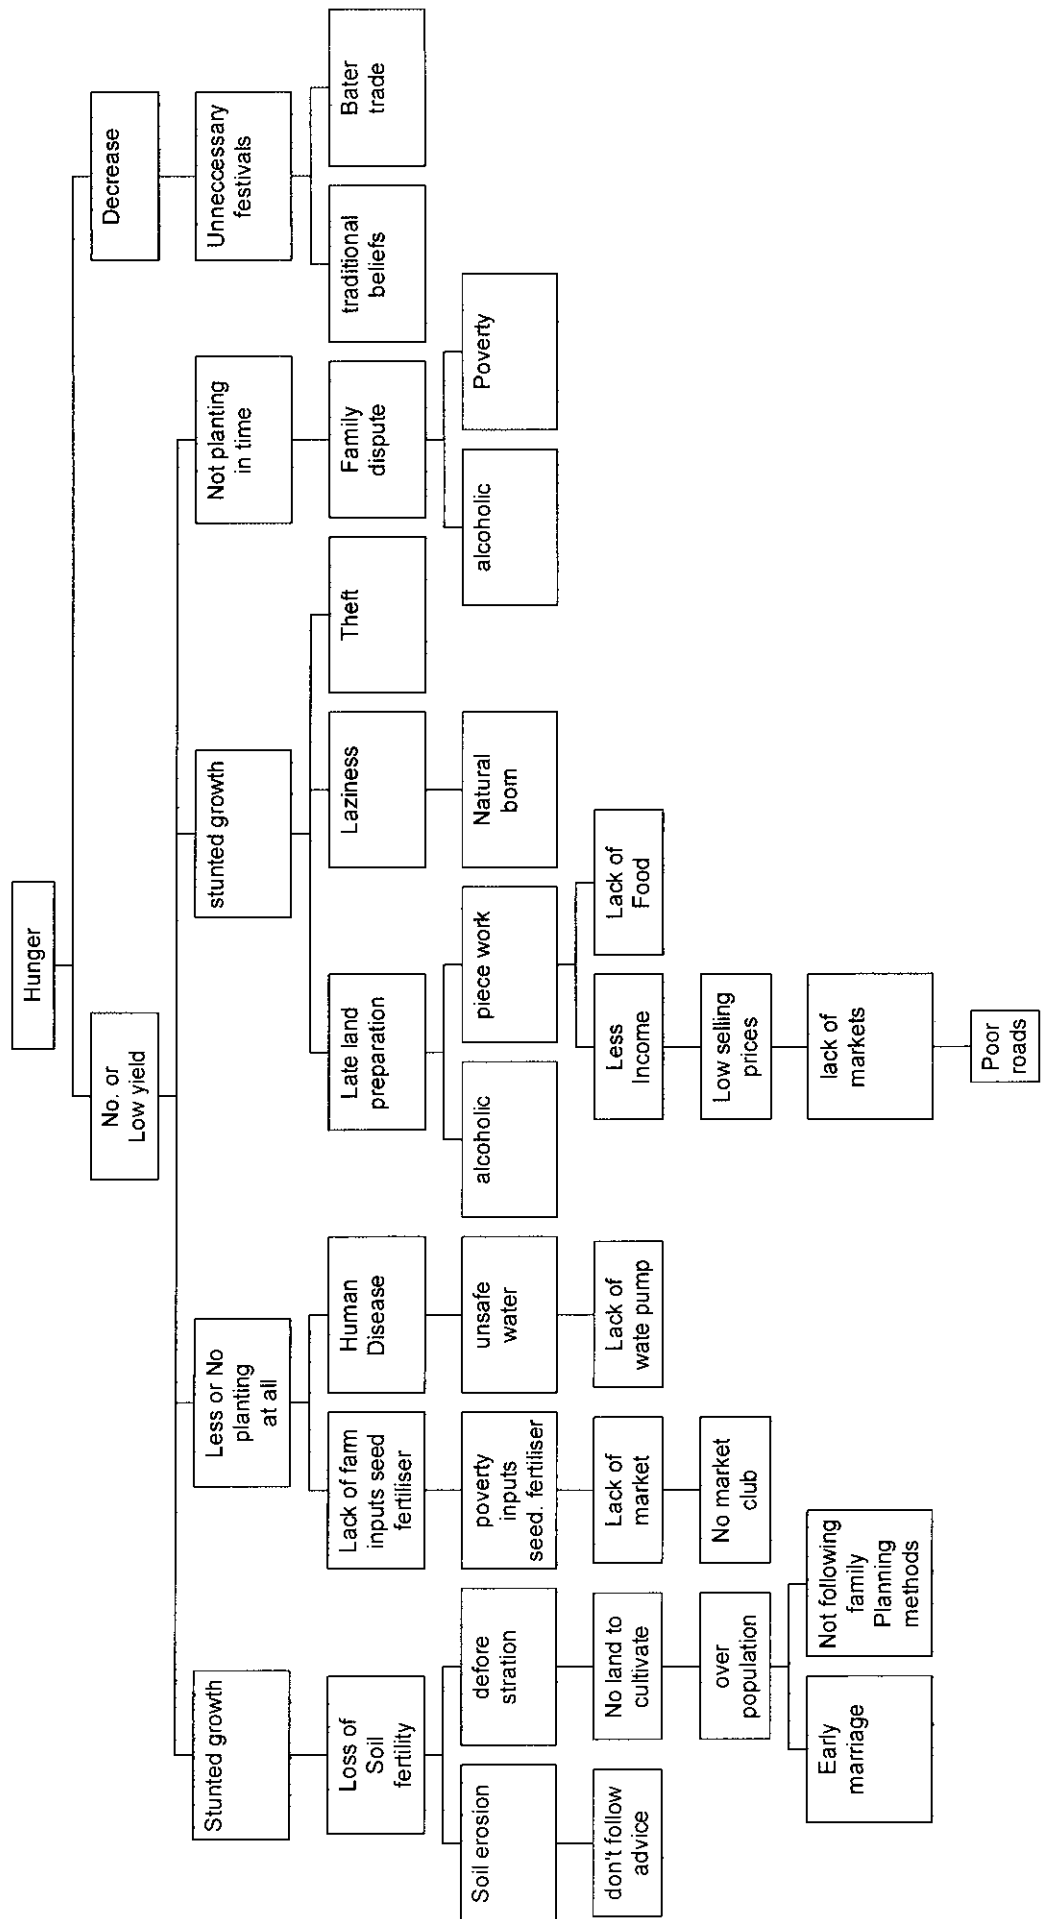 Hunger
No. or
Low yield
Decrease
Stunted growth
Less or No
planting
at all
stunted growth
Not planting
in time
Unneccessary
festivals
Loss of
Soil
fertility
Lack of farm
inputs seed
fertiliser
Human
Disease
Late land
preparation
Laziness
Theft
Family
dispute
traditional
beliefs
Bater
trade
Soil erosion
defore
stration
poverty
inputs
seed. fertiliser
unsafe
water
alcoholic
piece work
Natural
born
alcoholic
Poverty
don't follow
advice
No land to
cultivate
Lack of
market
Lack of
wate pump
Less
Income
Lack of
Food
over
population
No market
club
Low selling
prices
Early
marriage
Not following
family
Planning
methods
lack of
markets
Poor
roads